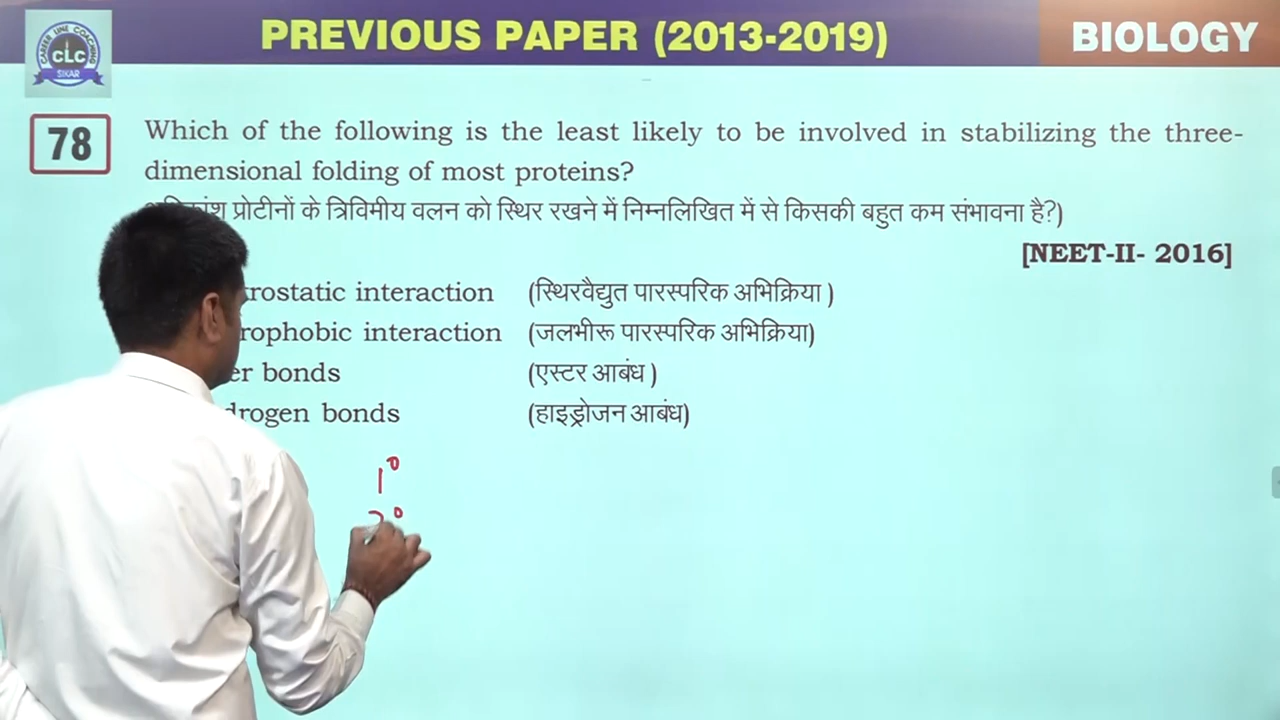 PREVIOUS PAPER (2013-2019)
BIOLOGY
CAREER LINE COACHING
CLC
SIKAR
78
Which of the following is the least likely to be involved in stabilizing the three-
dimensional folding of most proteins?
प्रोटीनों के त्रिविमीय वलन को स्थिर रखने में निम्नलिखित में से किसकी बहुत कम संभावना है?)
[NEET-II- 2016]
trostatic interaction (स्थिरवैद्युत पारस्परिक अभिक्रिया )
rophobic interaction (जलभीरू पारस्परिक अभिक्रिया)
er bonds (एस्टर आबंध )
drogen bonds (हाइड्रोजन आबंध)
1°
2°